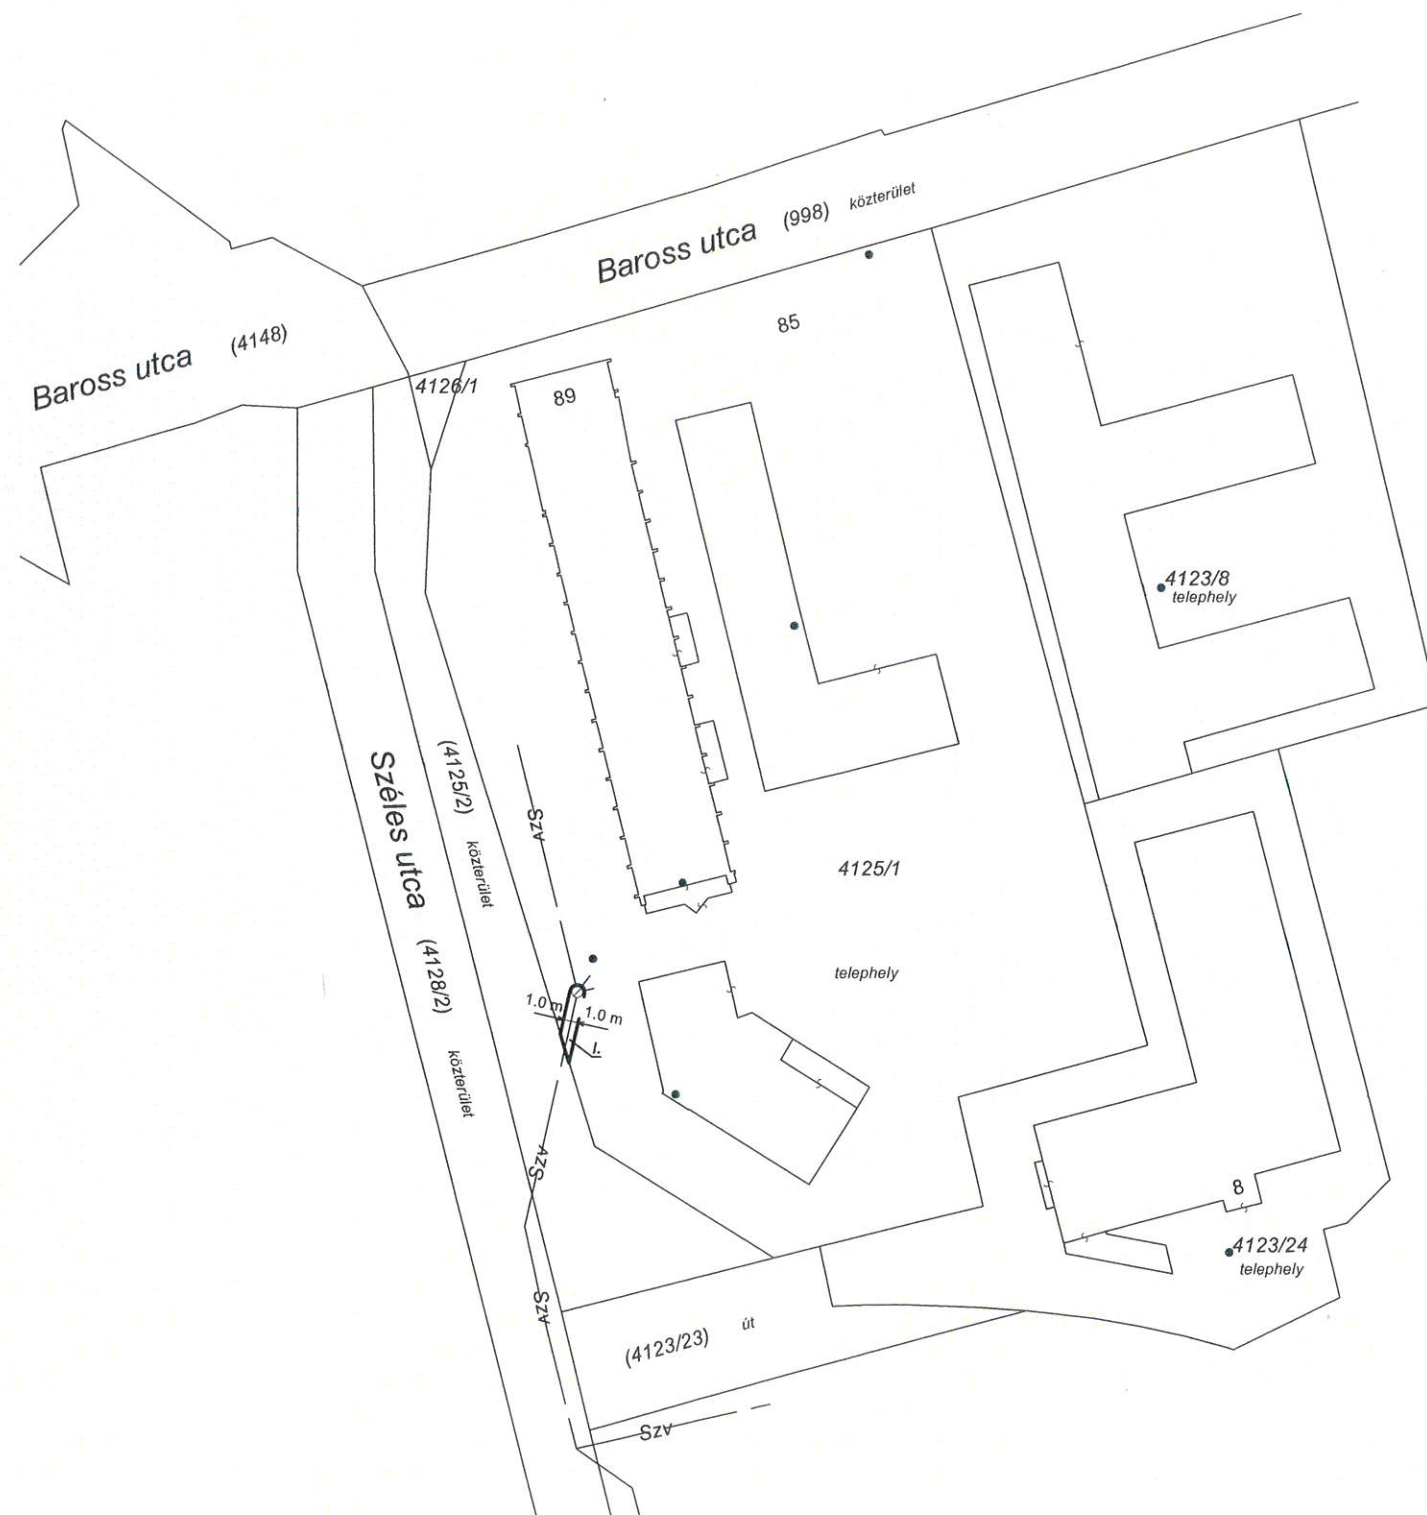 Baross utca (998) közterület
Baross utca (4148)
85
4126/1
89
4123/8
telephely
Széles utca (4128/2) közterület
(4125/2) közterület
Szv
4125/1
telephely
1.0 m
1.0 m
I.
Szv
8
4123/24
telephely
Szv
(4123/23) út
Szv